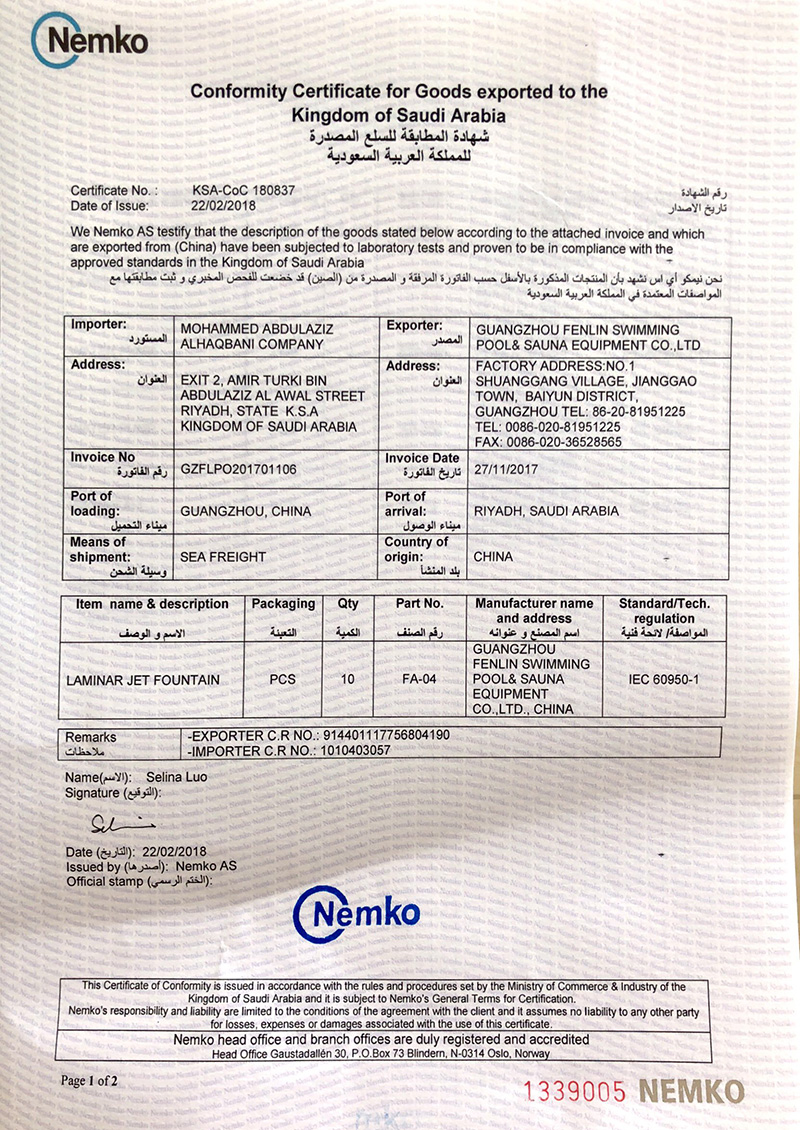 Nemko
Conformity Certificate for Goods exported to the
Kingdom of Saudi Arabia
شهادة المطابقة للسلع المصدرة
للمملكة العربية السعودية
Certificate No. : KSA-CoC 180837 رقم الشهادة
Date of Issue: 22/02/2018 تاريخ الاصدار
We Nemko AS testify that the description of the goods stated below according to the attached invoice and which
are exported from (China) have been subjected to laboratory tests and proven to be in compliance with the
approved standards in the Kingdom of Saudi Arabia
نحن نيمكو أي اس نشهد بأن المنتجات المذكورة بالأسفل حسب الفاتورة المرفقة و المصدرة من (الصين) قد خضعت للفحص المخبري و ثبت مطابقتها مع
المواصفات المعتمدة في المملكة العربية السعودية
Importer:
المستورد
MOHAMMED ABDULAZIZ
ALHAQBANI COMPANY
Exporter:
المصدر
GUANGZHOU FENLIN SWIMMING
POOL& SAUNA EQUIPMENT CO.,LTD
Address:
العنوان
EXIT 2, AMIR TURKI BIN
ABDULAZIZ AL AWAL STREET
RIYADH, STATE K.S.A
KINGDOM OF SAUDI ARABIA
Address:
العنوان
FACTORY ADDRESS:NO.1
SHUANGGANG VILLAGE, JIANGGAO
TOWN, BAIYUN DISTRICT,
GUANGZHOU TEL: 86-20-81951225
TEL: 0086-020-81951225
FAX: 0086-020-36528565
Invoice No
رقم الفاتورة
GZFLPO201701106
Invoice Date
تاريخ الفاتورة
27/11/2017
Port of
loading:
ميناء التحميل
GUANGZHOU, CHINA
Port of
arrival:
ميناء الوصول
RIYADH, SAUDI ARABIA
Means of
shipment:
وسيلة الشحن
SEA FREIGHT
Country of
origin:
بلد المنشأ
CHINA
Item name & description
الاسم و الوصف
Packaging
التعبئة
Qty
الكمية
Part No.
رقم الصنف
Manufacturer name
and address
اسم المصنع و عنوانه
Standard/Tech.
regulation
المواصفة/ لائحة فنية
LAMINAR JET FOUNTAIN
PCS
10
FA-04
GUANGZHOU
FENLIN SWIMMING
POOL& SAUNA
EQUIPMENT
CO.,LTD., CHINA
IEC 60950-1
Remarks
ملاحظات
-EXPORTER C.R NO.: 914401117756804190
-IMPORTER C.R NO.: 1010403057
Name(الاسم): Selina Luo
Signature (التوقيع):
Date (التاريخ): 22/02/2018
Issued by (أصدرها): Nemko AS
Official stamp (الختم الرسمي):
Nemko
This Certificate of Conformity is issued in accordance with the rules and procedures set by the Ministry of Commerce & Industry of the
Kingdom of Saudi Arabia and it is subject to Nemko's General Terms for Certification.
Nemko's responsibility and liability are limited to the conditions of the agreement with the client and it assumes no liability to any other party
for losses, expenses or damages associated with the use of this certificate.
Nemko head office and branch offices are duly registered and accredited
Head Office Gaustadallén 30, P.O.Box 73 Blindern, N-0314 Oslo, Norway
Page 1 of 2
1339005 NEMKO